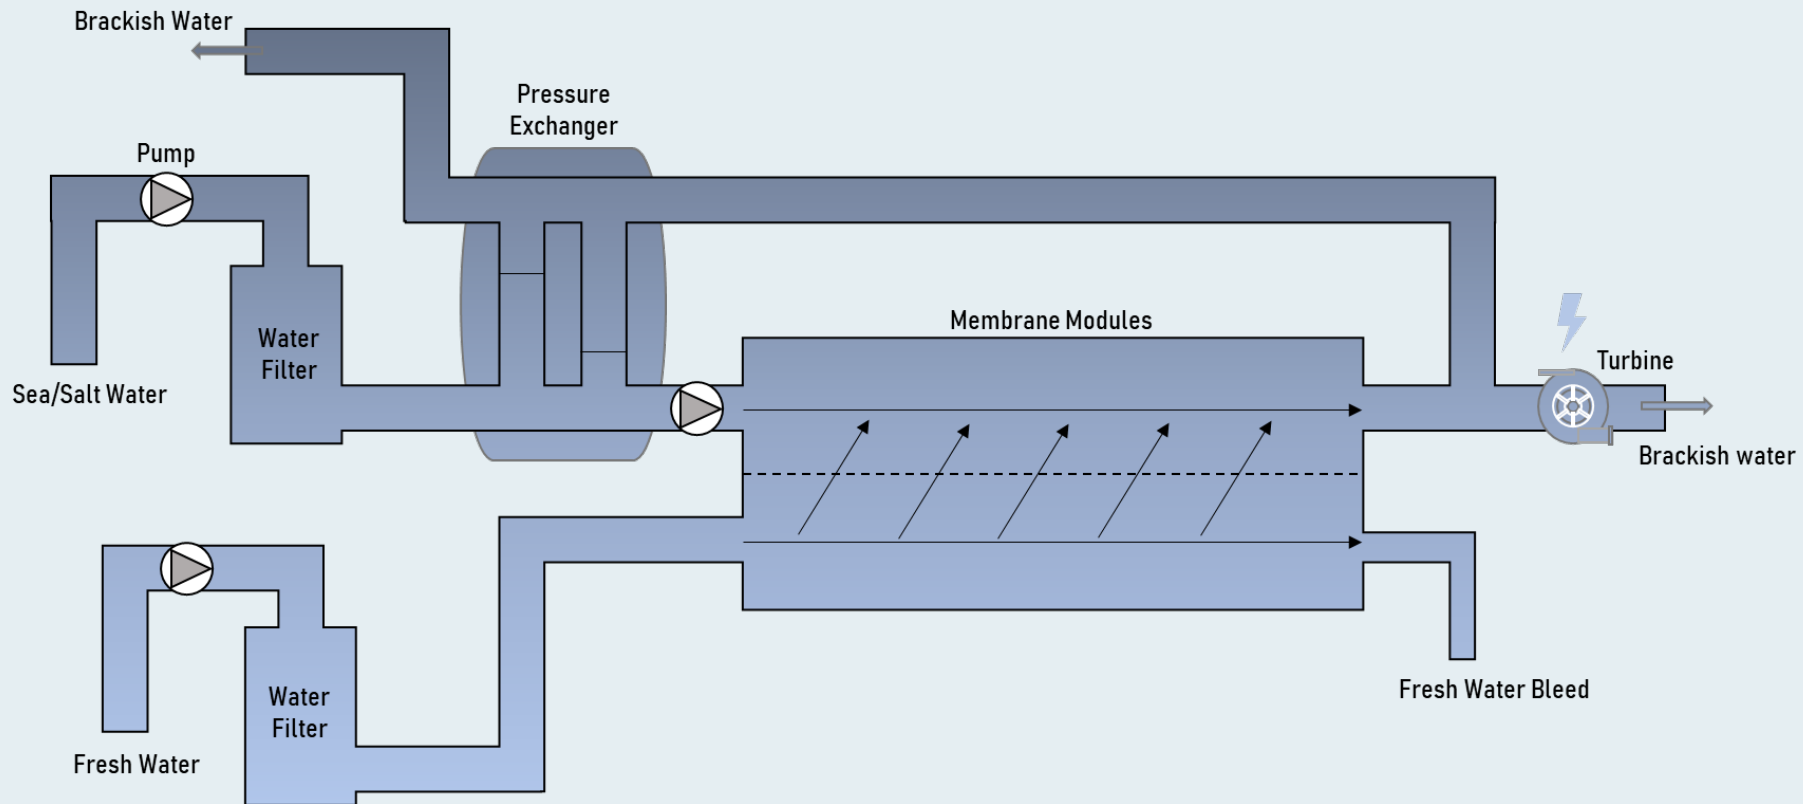 Brackish Water
Pressure
Exchanger
Pump
Membrane Modules
Water
Filter
Turbine
Sea/Salt Water
Brackish water
Water
Filter
Fresh Water Bleed
Fresh Water